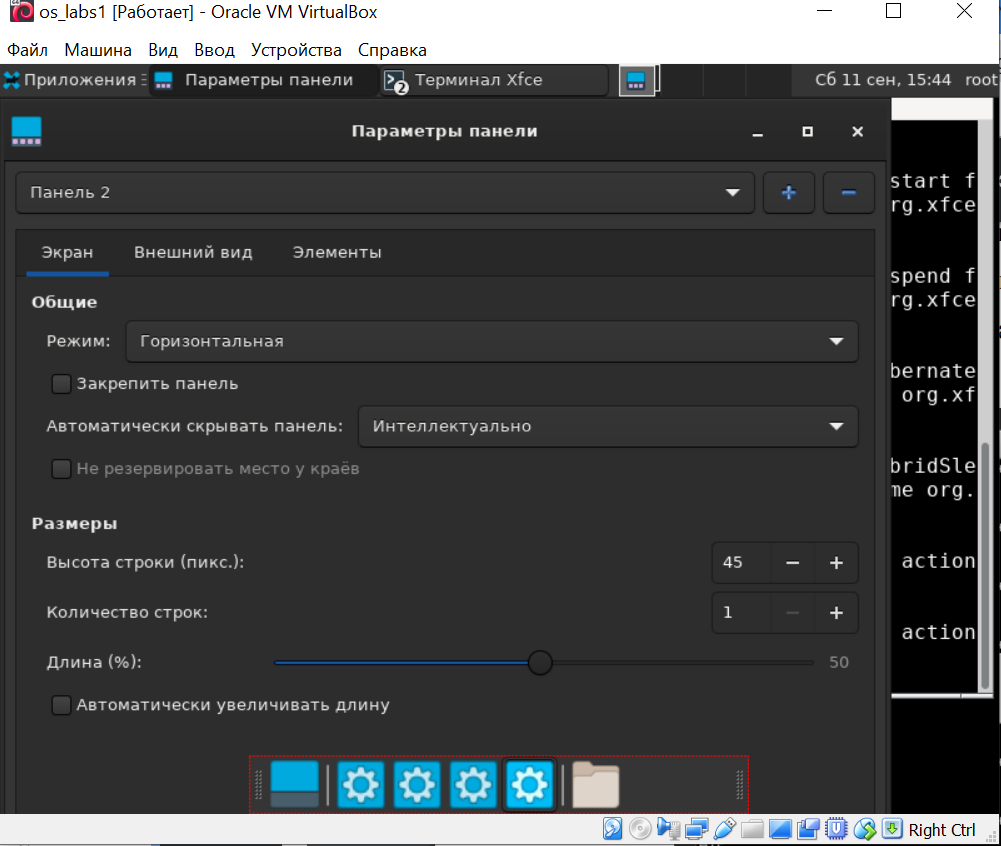 os_labs1 [Работает] - Oracle VM VirtualBox
Файл Машина Вид Ввод Устройства Справка
Приложения Параметры панели 2 Терминал Xfce Сб 11 сен, 15:44 root
Параметры панели
Панель 2
Экран Внешний вид Элементы
Общие
Режим: Горизонтальная
Закрепить панель
Автоматически скрывать панель: Интеллектуально
Не резервировать место у краёв
Размеры
Высота строки (пикс.): 45
Количество строк: 1
Длина (%): 50
Автоматически увеличивать длину
start f
rg.xfce
spend f
rg.xfce
bernate
org.xf
bridSle
me org.
action
action
Right Ctrl